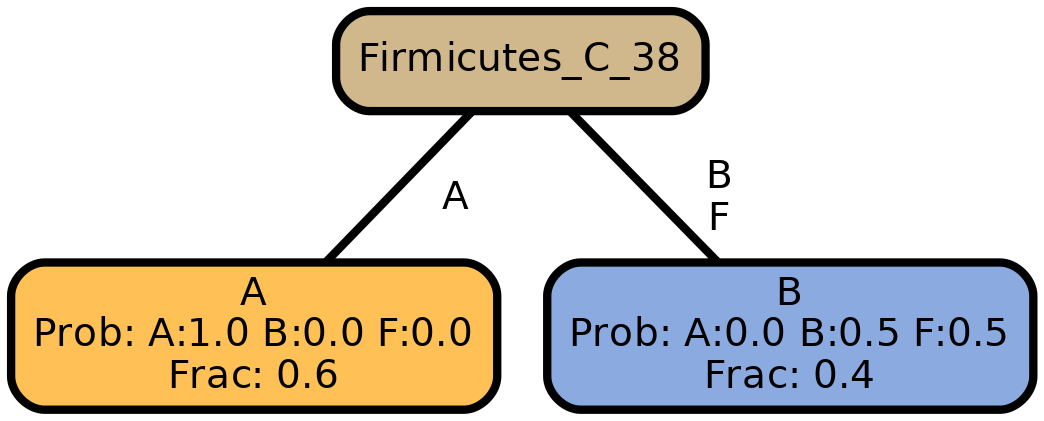 Firmicutes_C_38
A
B
F
A
Prob: A:1.0 B:0.0 F:0.0
Frac: 0.6
B
Prob: A:0.0 B:0.5 F:0.5
Frac: 0.4